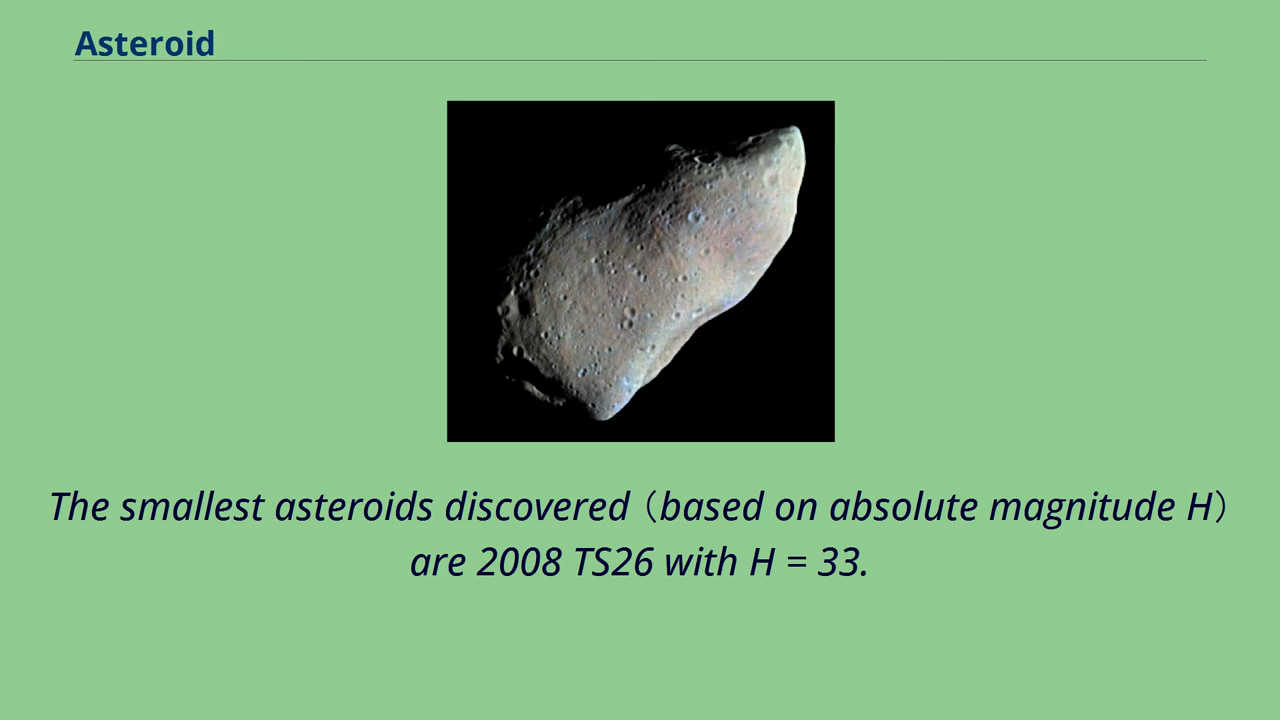 Asteroid
The smallest asteroids discovered（based on absolute magnitude H）
are 2008 TS26 with H = 33.